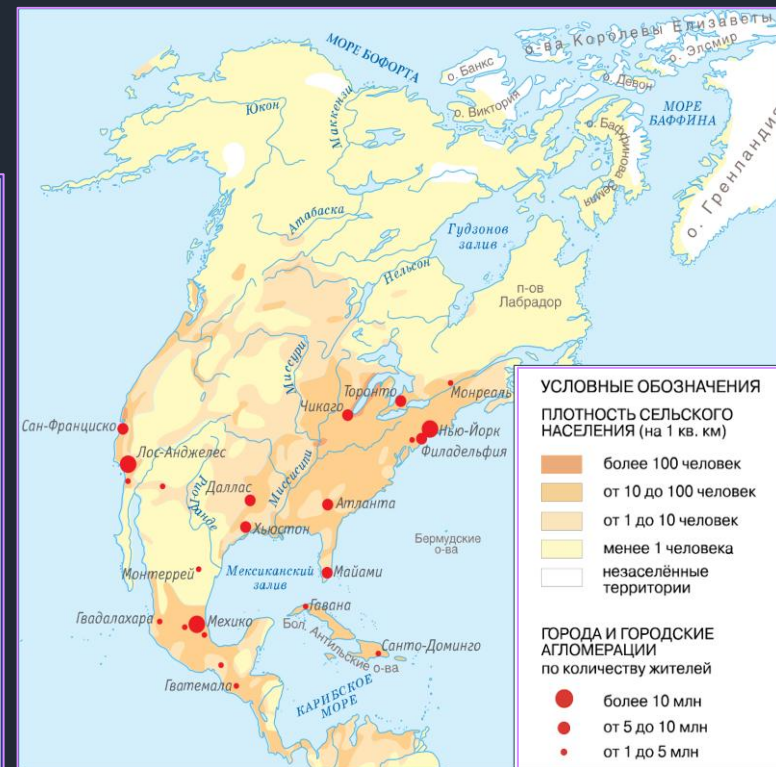 о-ва Королевы Елизаветы
о. Элсмир
МОРЕ БОФОРТА
о. Банкс
о. Девон
МОРЕ
БАФФИНА
о. Виктория
Юкон
Маккензи
о. Баффинова
Земля
о. Гренландия
Атабаска
Гудзонов
залив
Нельсон
п-ов
Лабрадор
Миссури
Торонто
Монреаль
Чикаго
Сан-Франциско
Нью-Йорк
Филадельфия
Лос-Анджелес
Миссисипи
Даллас
Рио-
Гранде
Атланта
Хьюстон
Бермудские
о-ва
Монтеррей
Мексиканский
залив
Майами
Гавана
Гвадалахара
Мехико
Бол. Антильские о-ва
Санто-Доминго
Гватемала
КАРИБСКОЕ
МОРЕ
УСЛОВНЫЕ ОБОЗНАЧЕНИЯ
ПЛОТНОСТЬ СЕЛЬСКОГО
НАСЕЛЕНИЯ (на 1 кв. км)
более 100 человек
от 10 до 100 человек
от 1 до 10 человек
менее 1 человека
незаселённые
территории
ГОРОДА И ГОРОДСКИЕ
АГЛОМЕРАЦИИ
по количеству жителей
более 10 млн
от 5 до 10 млн
от 1 до 5 млн